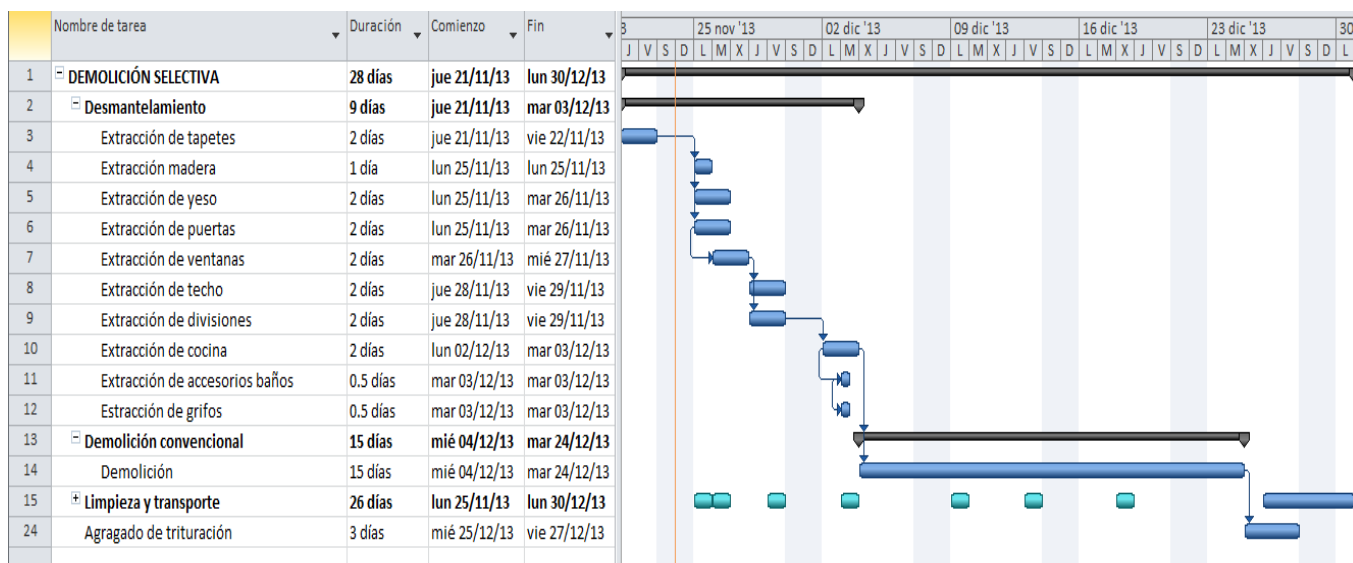 Nombre de tarea Duración Comienzo Fin 3 25 nov '13 02 dic '13 09 dic '13 16 dic '13 23 dic '13 30
J V S D L M X J V S D L M X J V S D L M X J V S D L M X J V S D L M X J V S D L
1 DEMOLICIÓN SELECTIVA 28 días jue 21/11/13 lun 30/12/13
2 Desmantelamiento 9 días jue 21/11/13 mar 03/12/13
3 Extracción de tapetes 2 días jue 21/11/13 vie 22/11/13
4 Extracción madera 1 día lun 25/11/13 lun 25/11/13
5 Extracción de yeso 2 días lun 25/11/13 mar 26/11/13
6 Extracción de puertas 2 días lun 25/11/13 mar 26/11/13
7 Extracción de ventanas 2 días mar 26/11/13 mié 27/11/13
8 Extracción de techo 2 días jue 28/11/13 vie 29/11/13
9 Extracción de divisiones 2 días jue 28/11/13 vie 29/11/13
10 Extracción de cocina 2 días lun 02/12/13 mar 03/12/13
11 Extracción de accesorios baños 0.5 días mar 03/12/13 mar 03/12/13
12 Estracción de grifos 0.5 días mar 03/12/13 mar 03/12/13
13 Demolición convencional 15 días mié 04/12/13 mar 24/12/13
14 Demolición 15 días mié 04/12/13 mar 24/12/13
15 Limpieza y transporte 26 días lun 25/11/13 lun 30/12/13
24 Agragado de trituración 3 días mié 25/12/13 vie 27/12/13